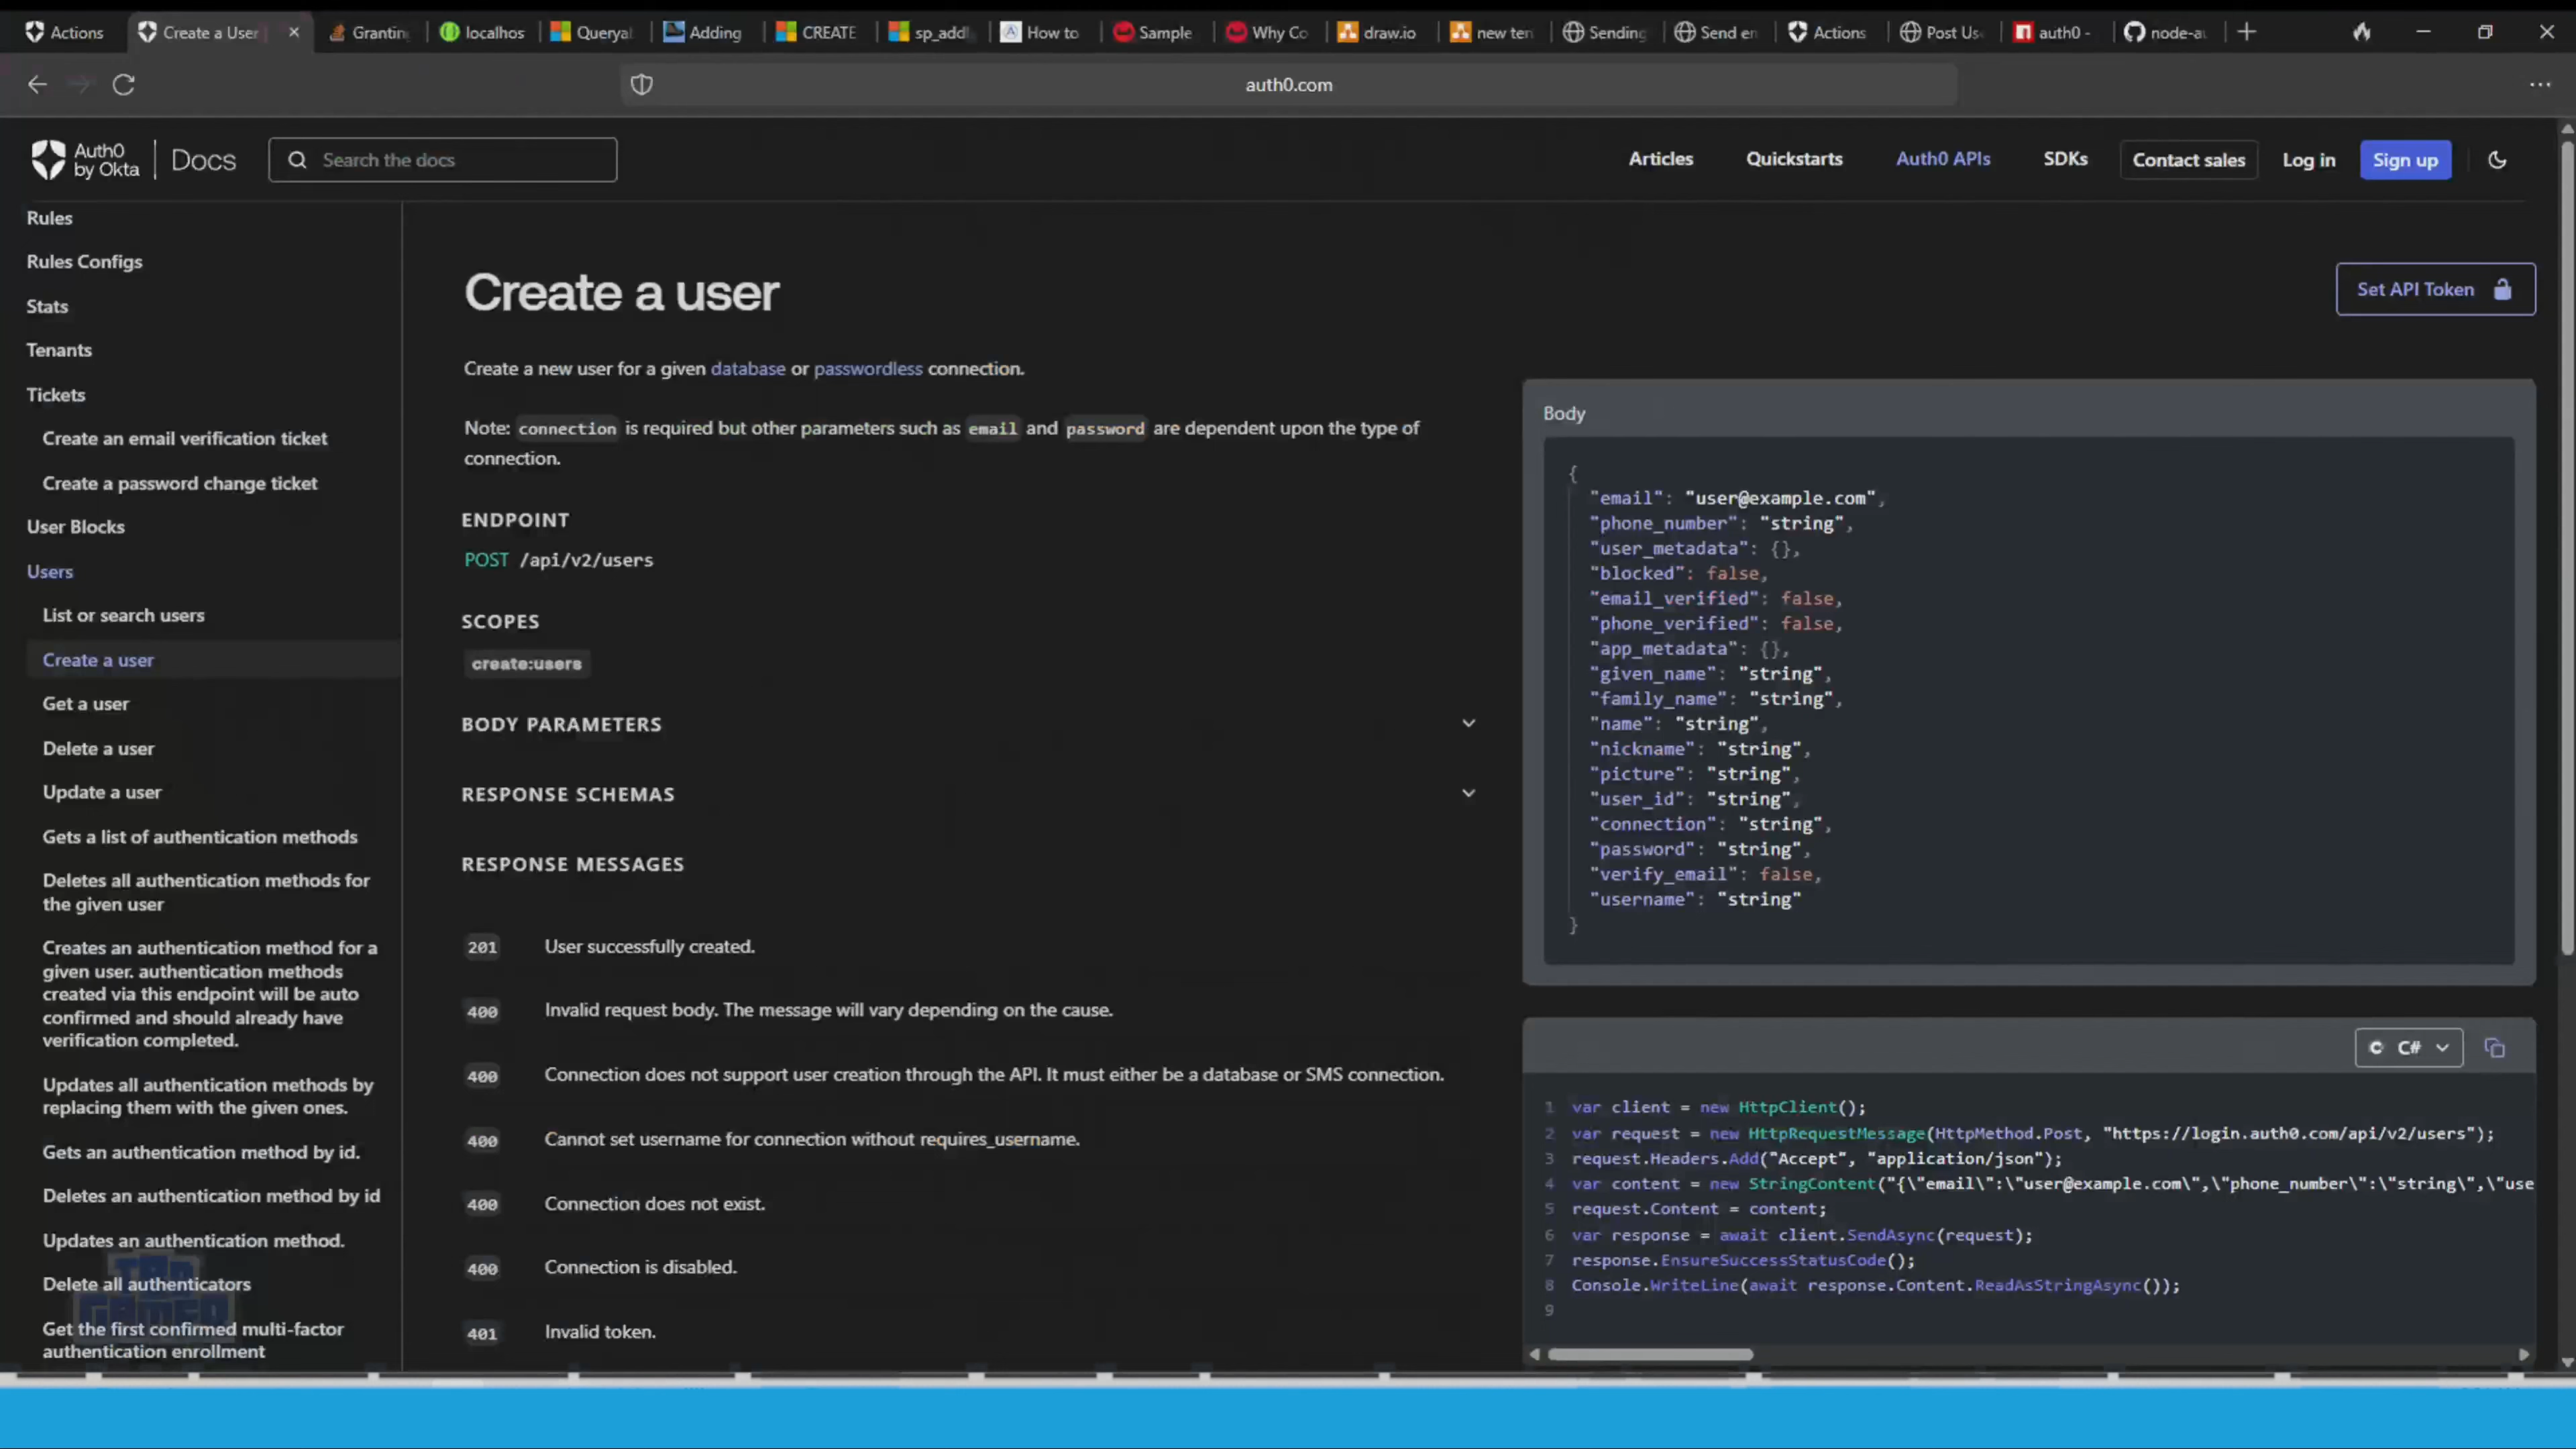 Actions
Create a User
Granting
localhos
Querya
Adding
CREATE
sp_add
How to
Sample
Why Co
draw.io
new ten
Sending
Send en
Actions
Post Us
auth0 -
node-au
auth0.com
Auth0
by Okta
Docs
Search the docs
Articles
Quickstarts
Auth0 APIs
SDKs
Contact sales
Log in
Sign up
Rules
Rules Configs
Stats
Tenants
Tickets
Create an email verification ticket
Create a password change ticket
User Blocks
Users
List or search users
Create a user
Get a user
Delete a user
Update a user
Gets a list of authentication methods
Deletes all authentication methods for
the given user
Creates an authentication method for a
given user. authentication methods
created via this endpoint will be auto
confirmed and should already have
verification completed.
Updates all authentication methods by
replacing them with the given ones.
Gets an authentication method by id.
Deletes an authentication method by id
Updates an authentication method.
Delete all authenticators
Get the first confirmed multi-factor
authentication enrollment
Create a user
Set API Token
Create a new user for a given database or passwordless connection.
Note: connection is required but other parameters such as email and password are dependent upon the type of
connection.
ENDPOINT
POST /api/v2/users
SCOPES
create:users
BODY PARAMETERS
RESPONSE SCHEMAS
RESPONSE MESSAGES
201 User successfully created.
400 Invalid request body. The message will vary depending on the cause.
400 Connection does not support user creation through the API. It must either be a database or SMS connection.
400 Cannot set username for connection without requires_username.
400 Connection does not exist.
400 Connection is disabled.
401 Invalid token.
Body
{
"email": "user@example.com",
"phone_number": "string",
"user_metadata": {},
"blocked": false,
"email_verified": false,
"phone_verified": false,
"app_metadata": {},
"given_name": "string",
"family_name": "string",
"name": "string",
"nickname": "string",
"picture": "string",
"user_id": "string",
"connection": "string",
"password": "string",
"verify_email": false,
"username": "string"
}
C#
1 var client = new HttpClient();
2 var request = new HttpRequestMessage(HttpMethod.Post, "https://login.auth0.com/api/v2/users");
3 request.Headers.Add("Accept", "application/json");
4 var content = new StringContent("{\"email\":\"user@example.com\",\"phone_number\":\"string\",\"use
5 request.Content = content;
6 var response = await client.SendAsync(request);
7 response.EnsureSuccessStatusCode();
8 Console.WriteLine(await response.Content.ReadAsStringAsync());
9